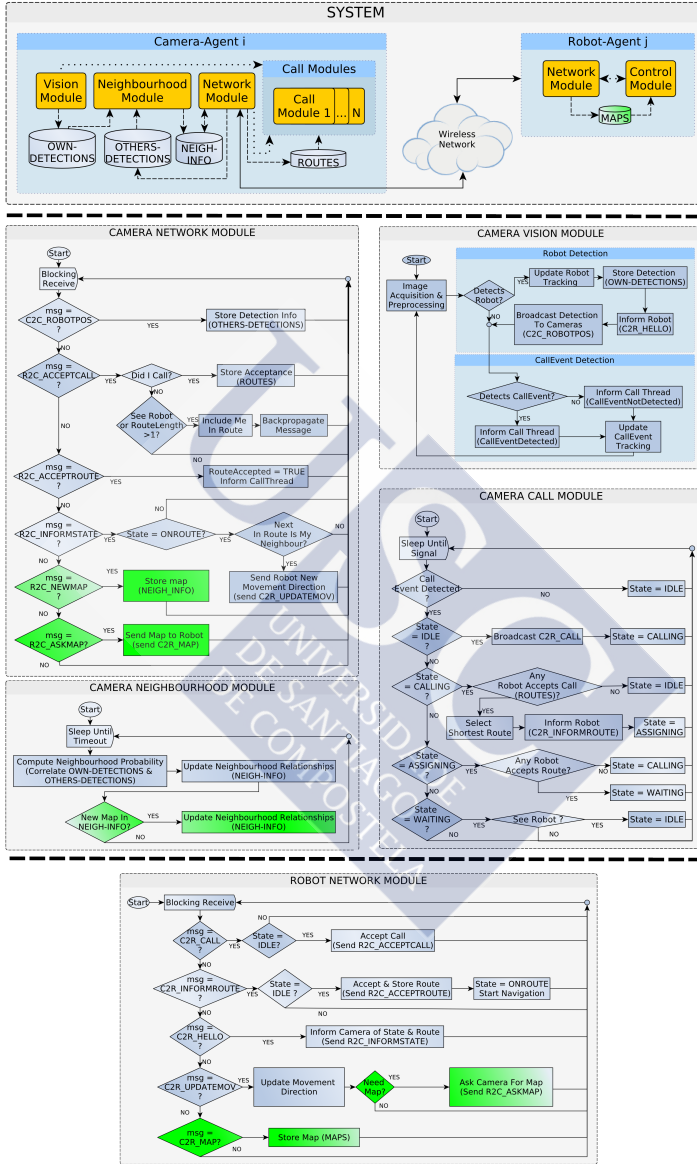 SYSTEM
Camera-Agent i
Robot-Agent j
Call Modules
Vision
Module
Neighbourhood
Module
Network
Module
Call
Module 1
...
N
OWN-
DETECTIONS
OTHERS-
DETECTIONS
NEIGH-
INFO
ROUTES
Wireless
Network
Network
Module
Control
Module
MAPS
CAMERA NETWORK MODULE
Start
Blocking
Receive
msg =
C2C_ROBOTPOS
?
YES
Store Detection Info
(OTHERS-DETECTIONS)
NO
msg =
R2C_ACCEPTCALL
?
YES
Did I Call?
YES
Store Acceptance
(ROUTES)
NO
See Robot
or RouteLength
>1?
YES
Include Me
In Route
Backpropagate
Message
NO
NO
msg =
R2C_ACCEPTROUTE
?
YES
RouteAccepted = TRUE
Inform CallThread
NO
NO
msg =
R2C_INFORMSTATE
?
YES
State = ONROUTE?
YES
Next
In Route Is My
Neighbour?
NO
NO
YES
msg =
R2C_NEWMAP
?
YES
Store map
(NEIGH_INFO)
Send Robot New
Movement Direction
(send C2R_UPDATEMOV)
NO
msg =
R2C_ASKMAP?
YES
Send Map to Robot
(send C2R_MAP)
NO
CAMERA VISION MODULE
Start
Image
Acquisition &
Preprocessing
Robot Detection
Detects
Robot?
YES
Update Robot
Tracking
Store Detection
(OWN-DETECTIONS)
NO
Broadcast Detection
To Cameras
(C2C_ROBOTPOS)
Inform Robot
(C2R_HELLO)
CallEvent Detection
Detects CallEvent?
NO
Inform Call Thread
(CallEventNotDetected)
YES
Inform Call Thread
(CallEventDetected)
Update
CallEvent
Tracking
CAMERA CALL MODULE
Start
Sleep Until
Signal
Call
Event Detected
?
NO
State = IDLE
YES
State
= IDLE
?
YES
Broadcast C2R_CALL
State = CALLING
NO
State
= CALLING
?
YES
Any
Robot Accepts Call
(ROUTES)?
NO
State = IDLE
YES
NO
Select
Shortest Route
Inform Robot
(C2R_INFORMROUTE)
State =
ASSIGNING
State
= ASSIGNING
?
YES
Any Robot
Accepts Route?
NO
State = CALLING
YES
State = WAITING
NO
State
= WAITING
?
YES
See Robot ?
YES
State = IDLE
NO
NO
CAMERA NEIGHBOURHOOD MODULE
Start
Sleep Until
Timeout
Compute Neighbourhood Probability
(Correlate OWN-DETECTIONS &
OTHERS-DETECTIONS)
Update Neighbourhood Relationships
(NEIGH-INFO)
New Map In
NEIGH-INFO?
YES
Update Neighbourhood Relationships
(NEIGH-INFO)
NO
ROBOT NETWORK MODULE
Start
Blocking Receive
NO
msg =
C2R_CALL
?
YES
State =
IDLE?
YES
Accept Call
(Send R2C_ACCEPTCALL)
NO
msg =
C2R_INFORMROUTE
?
YES
State =
IDLE ?
YES
Accept & Store Route
(Send R2C_ACCEPTROUTE)
State = ONROUTE
Start Navigation
NO
NO
msg =
C2R_HELLO
?
YES
Inform Camera of State & Route
(Send R2C_INFORMSTATE)
NO
msg =
C2R_UPDATEMOV
?
YES
Update Movement
Direction
Need
Map?
YES
Ask Camera For Map
(Send R2C_ASKMAP)
NO
NO
msg =
C2R_MAP?
NO
Store Map (MAPS)
USC
UNIVERSIDADE
DE SANTIAGO
DE COMPOSTELA